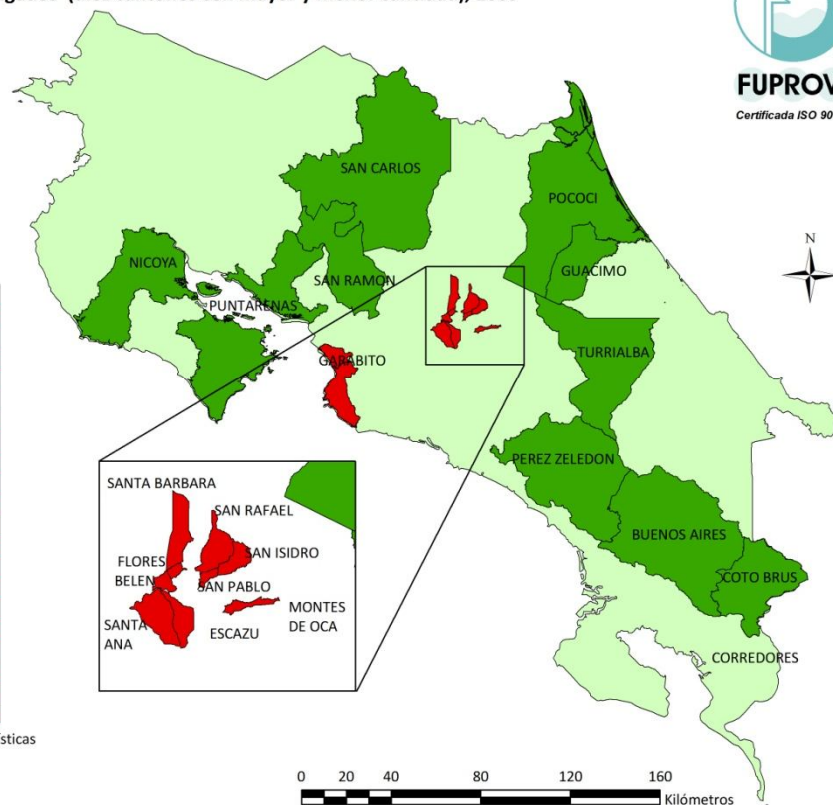 FUPROV
Certificada ISO 90
SAN CARLOS
POCOCI
NICOYA
GUACIMO
SAN RAMON
N
PUNTARENAS
TURRIALBA
GARABITO
PEREZ ZELEDON
SANTA BARBARA
SAN RAFAEL
BUENOS AIRES
SAN ISIDRO
FLORES
BELEN
SAN PABLO
COTO BRUS
MONTES
DE OCA
SANTA
ANA
ESCAZU
CORREDORES
ísticas
0 20 40 80 120 160
Kilómetros